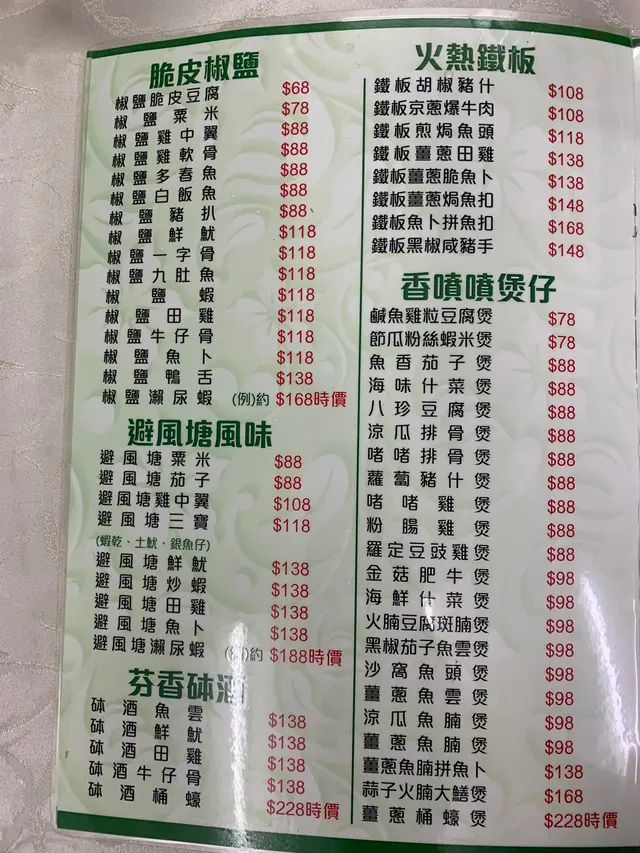 脆皮椒鹽
椒鹽脆皮豆腐 $68
椒鹽粟米 $78
椒鹽雞中翼 $88
椒鹽雞軟骨 $88
椒鹽多春魚 $88
椒鹽白飯魚 $88
椒鹽豬扒 $88
椒鹽鮮魷 $118
椒鹽一字骨 $118
椒鹽九肚魚 $118
椒鹽蝦 $118
椒鹽田雞 $118
椒鹽牛仔骨 $118
椒鹽魚卜 $118
椒鹽鴨舌 $138
椒鹽瀨尿蝦 (例)約 $168時價
避風塘風味
避風塘粟米 $88
避風塘茄子 $88
避風塘雞中翼 $108
避風塘三寶 $118
(蝦乾、土魷、銀魚仔)
避風塘鮮魷 $138
避風塘炒蝦 $138
避風塘田雞 $138
避風塘魚卜 $138
避風塘瀨尿蝦 (例)約 $188時價
芬香砵酒
砵酒魚雲 $138
砵酒鮮魷 $138
砵酒田雞 $138
砵酒牛仔骨 $138
砵酒桶蠔 $228時價
火熱鐵板
鐵板胡椒豬什 $108
鐵板京蔥爆牛肉 $108
鐵板煎焗魚頭 $118
鐵板薑蔥田雞 $138
鐵板薑蔥脆魚卜 $138
鐵板薑蔥焗魚扣 $148
鐵板魚卜拼魚扣 $168
鐵板黑椒咸豬手 $148
香噴噴煲仔
鹹魚雞粒豆腐煲 $78
節瓜粉絲蝦米煲 $78
魚香茄子煲 $88
海味什菜煲 $88
八珍豆腐煲 $88
涼瓜排骨煲 $88
啫啫排骨煲 $88
蘿蔔豬什煲 $88
啫啫雞煲 $88
粉腸雞煲 $88
羅定豆豉雞煲 $88
金菇肥牛煲 $98
海鮮什菜煲 $98
火腩豆腐斑腩煲 $98
黑椒茄子魚雲煲 $98
沙窩魚頭煲 $98
薑蔥魚雲煲 $98
涼瓜魚腩煲 $98
薑蔥魚腩煲 $98
薑蔥魚腩拼魚卜 $138
蒜子火腩大鱔煲 $168
薑蔥桶蠔煲 $228時價